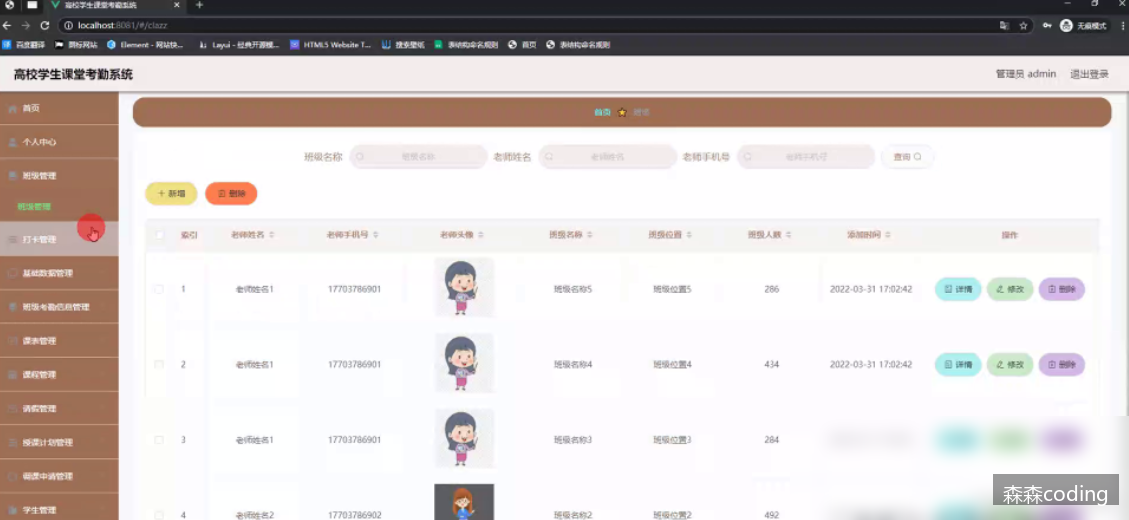 高校学生课堂考勤系统
localhost:8081/#/clazz
无痕模式
百度翻译
Element - 网站快...
Layui - 经典开源模...
HTML5 Website T...
搜索壁纸
表结构命名规则
首页
表结构命名规则
高校学生课堂考勤系统
管理员 admin 退出登录
首页
个人中心
班级管理
班级管理
打卡管理
基础数据管理
班级考勤信息管理
课表管理
课程管理
请假管理
授课计划管理
调课申请管理
学生管理
首页
班级名称 班级名称 老师姓名 老师姓名 老师手机号 老师手机号 查询
新增 删除
索引 老师姓名 老师手机号 老师头像 班级名称 班级位置 班级人数 添加时间 操作
1 老师姓名1 17703786901 班级名称5 班级位置5 286 2022-03-31 17:02:42 详情 修改 删除
2 老师姓名1 17703786901 班级名称4 班级位置4 434 2022-03-31 17:02:42 详情 修改 删除
3 老师姓名1 17703786901 班级名称3 班级位置3 284
4 老师姓名2 17703786902 班级名称2 班级位置2 492
森森coding